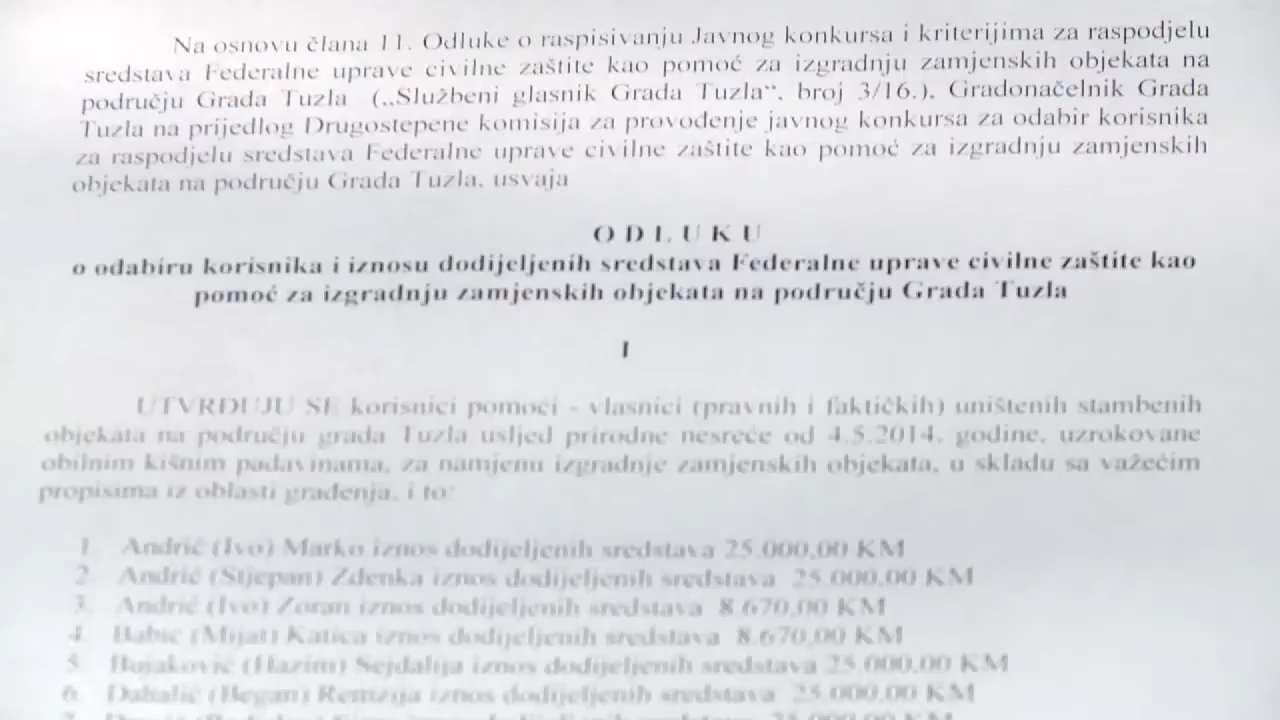 Na osnovu člana 11. Odluke o raspisivanju Javnog konkursa i kriterijima za raspodjelu
sredstava Federalne uprave civilne zaštite kao pomoć za izgradnju zamjenskih objekata na
području Grada Tuzla („Službeni glasnik Grada Tuzla“, broj 3/16.), Gradonačelnik Grada
Tuzla na prijedlog Drugostepene komisija za provođenje javnog konkursa za odabir korisnika
za raspodjelu sredstava Federalne uprave civilne zaštite kao pomoć za izgradnju zamjenskih
objekata na području Grada Tuzla, usvaja
O D L U K U
o odabiru korisnika i iznosu dodijeljenih sredstava Federalne uprave civilne zaštite kao
pomoć za izgradnju zamjenskih objekata na području Grada Tuzla
I
UTVRĐUJU SE korisnici pomoći - vlasnici (pravnih i faktičkih) uništenih stambenih
objekata na području grada Tuzla usljed prirodne nesreće od 4.5.2014. godine, uzrokovane
obilnim kišnim padavinama, za namjenu izgradnje zamjenskih objekata, u skladu sa važećim
propisima iz oblasti građenja, i to:
1. Andrić (Ivo) Marko iznos dodijeljenih sredstava 25.000,00 KM
2. Andrić (Stjepan) Zdenka iznos dodijeljenih sredstava 25.000,00 KM
3. Andrić (Ivo) Zoran iznos dodijeljenih sredstava 8.670,00 KM
4. Babić (Mijat) Katica iznos dodijeljenih sredstava 8.670,00 KM
5. Bujaković (Hazim) Sejdalija iznos dodijeljenih sredstava 25.000,00 KM
6. (Began) Remzija iznos dodijeljenih sredstava 25.000,00 KM